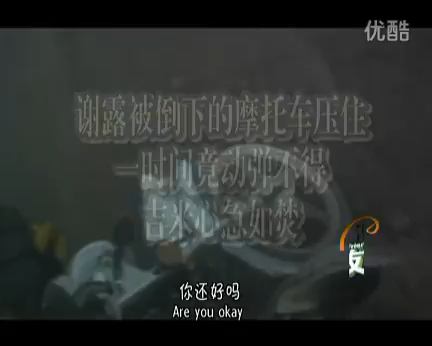 优酷
谢露被倒下的摩托车压住
一时间竟动弹不得
吉米心急如焚
友
你还好吗
Are you okay